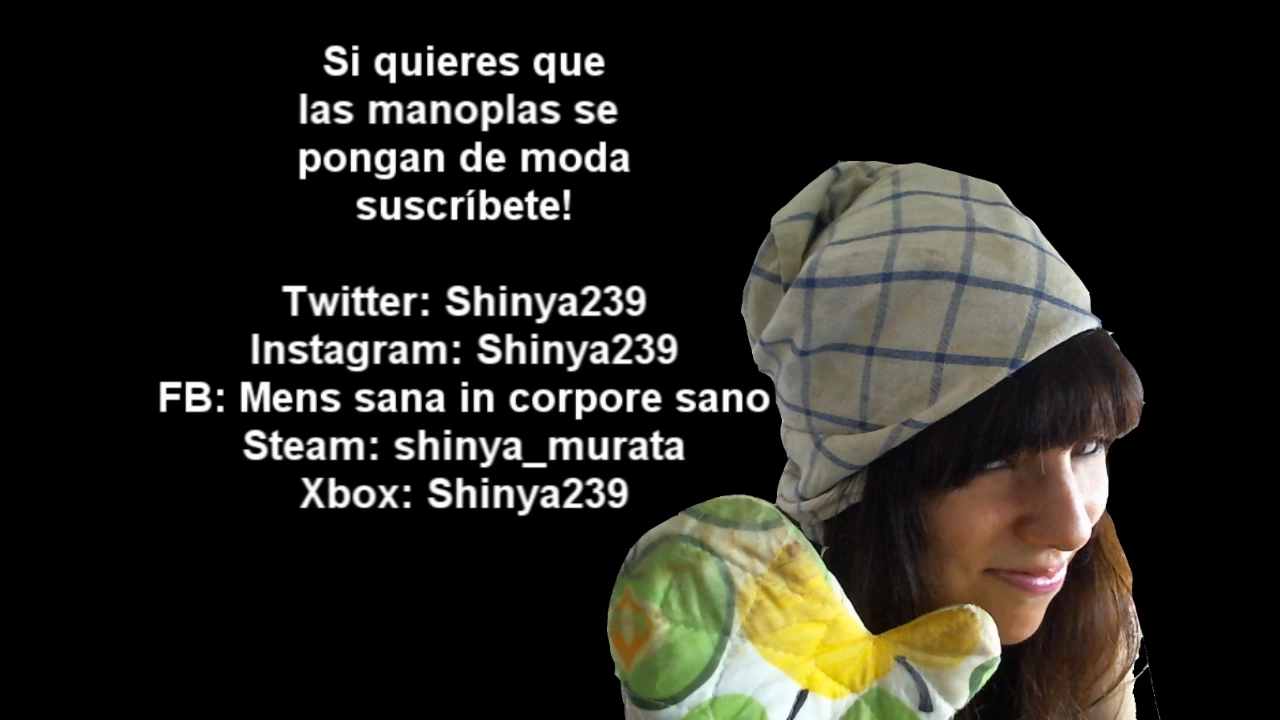 Si quieres que
las manoplas se
pongan de moda
suscríbete!
Twitter: Shinya239
Instagram: Shinya239
FB: Mens sana in corpore sano
Steam: shinya_murata
Xbox: Shinya239